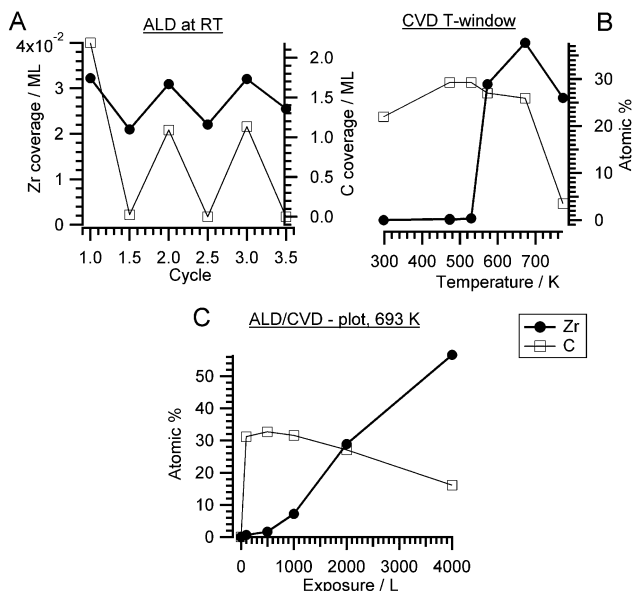 A
ALD at RT
4x10⁻²
3
2
1
0
Zr coverage / ML
2.0
1.5
1.0
0.5
0.0
C coverage / ML
1.0 1.5 2.0 2.5 3.0 3.5
Cycle
CVD T-window
B
30
20
10
0
Atomic %
300 400 500 600 700
Temperature / K
C
ALD/CVD - plot, 693 K
Zr
C
50
40
30
20
10
0
Atomic %
0 1000 2000 3000 4000
Exposure / L